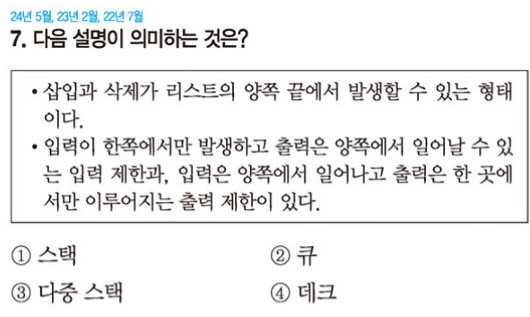 24년 5월, 23년 2월, 22년 7월
7. 다음 설명이 의미하는 것은?
• 삽입과 삭제가 리스트의 양쪽 끝에서 발생할 수 있는 형태
이다.
• 입력이 한쪽에서만 발생하고 출력은 양쪽에서 일어날 수 있
는 입력 제한과, 입력은 양쪽에서 일어나고 출력은 한 곳에
서만 이루어지는 출력 제한이 있다.
① 스택 ② 큐
③ 다중 스택 ④ 데크